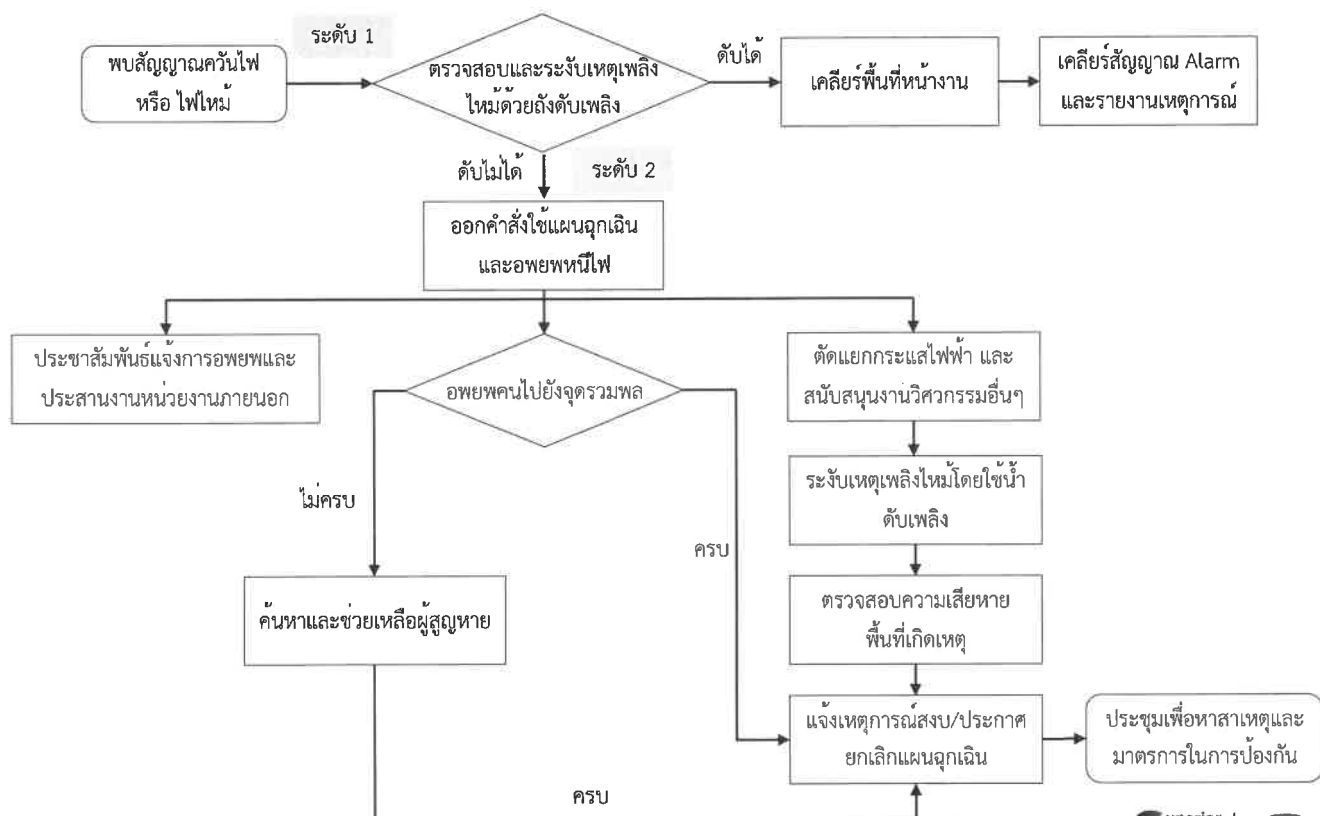 ระดับ 1
พบสัญญาณควันไฟ
หรือ ไฟไหม้
ตรวจสอบและระงับเหตุเพลิง
ไหม้ด้วยถังดับเพลิง
ดับได้
เคลียร์พื้นที่หน้างาน
เคลียร์สัญญาณ Alarm
และรายงานเหตุการณ์
ดับไม่ได้
ระดับ 2
ออกคำสั่งใช้แผนฉุกเฉิน
และอพยพหนีไฟ
ประชาสัมพันธ์แจ้งการอพยพและ
ประสานงานหน่วยงานภายนอก
อพยพคนไปยังจุดรวมพล
ตัดแยกกระแสไฟฟ้า และ
สนับสนุนงานวิศวกรรมอื่นๆ
ไม่ครบ
ครบ
ระงับเหตุเพลิงไหม้โดยใช้น้ำ
ดับเพลิง
ค้นหาและช่วยเหลือผู้สูญหาย
ตรวจสอบความเสียหาย
พื้นที่เกิดเหตุ
แจ้งเหตุการณ์สงบ/ประกาศ
ยกเลิกแผนฉุกเฉิน
ประชุมเพื่อหาสาเหตุและ
มาตรการในการป้องกัน
ครบ